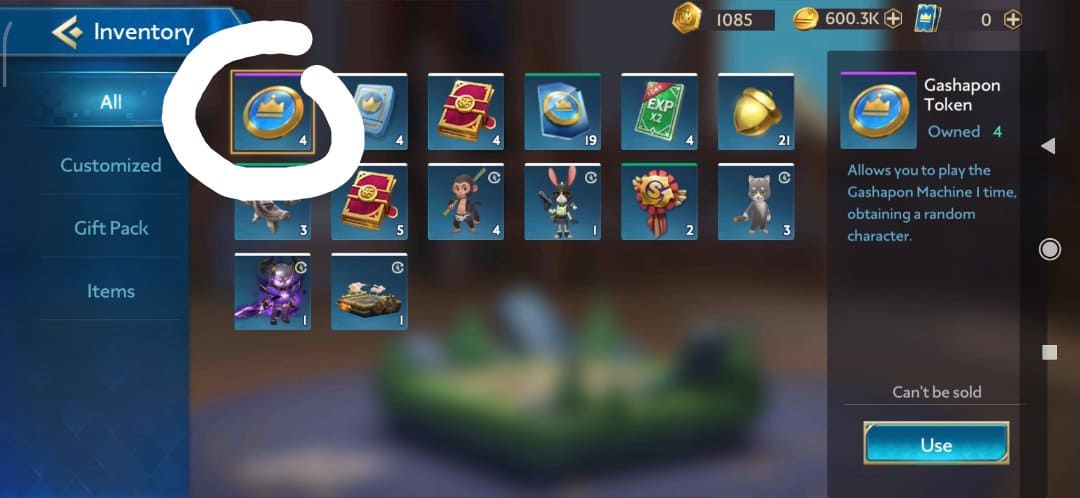 Inventory
1085
600.3K
0
All
Customized
Gift Pack
Items
4
4
4
19
1 DAY
EXP
X2
4
21
3
5
4
1
S
2
3
1
1
Gashapon
Token
Owned 4
Allows you to play the
Gashapon Machine 1 time,
obtaining a random
character.
Can't be sold
Use